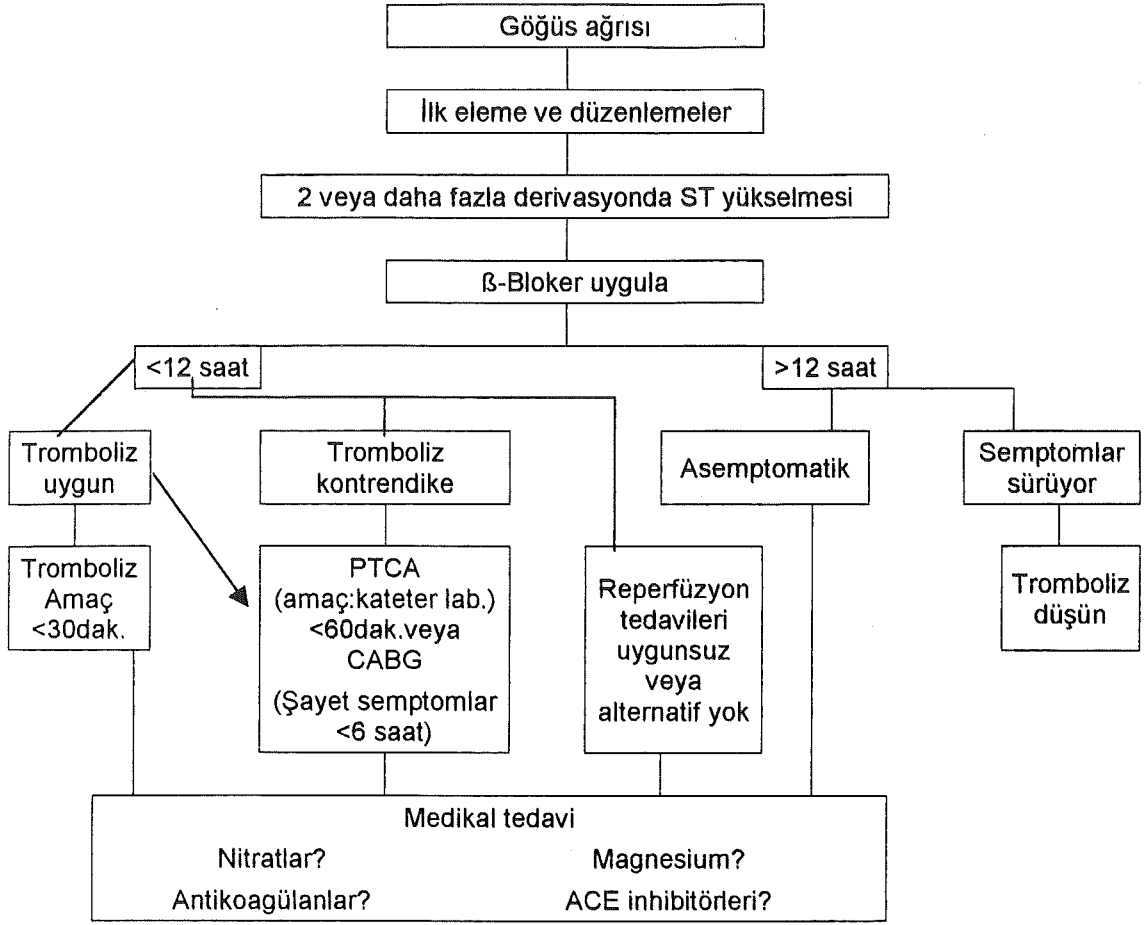 Göğüs ağrısı
İlk eleme ve düzenlemeler
2 veya daha fazla derivasyonda ST yükselmesi
ß-Bloker uygula
<12 saat
>12 saat
Tromboliz
uygun
Tromboliz
kontrendike
Asemptomatik
Semptomlar
sürüyor
Tromboliz
Amaç
<30dak.
PTCA
(amaç:kateter lab.)
<60dak.veya
CABG
(Şayet semptomlar
<6 saat)
Reperfüzyon
tedavileri
uygunsuz
veya
alternatif yok
Tromboliz
düşün
Medikal tedavi
Nitratlar?
Magnesium?
Antikoagülanlar?
ACE inhibitörleri?